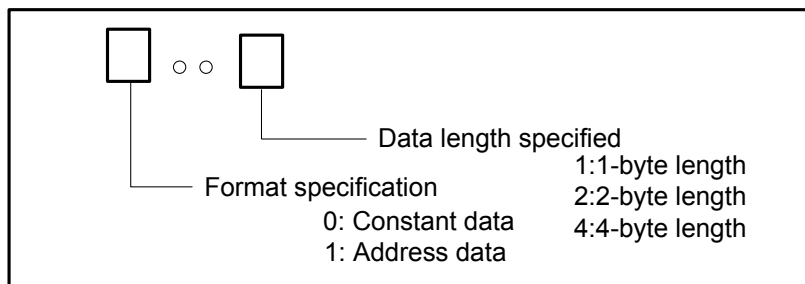 ○ ○
Data length specified
1:1-byte length
Format specification
2:2-byte length
0: Constant data
4:4-byte length
1: Address data